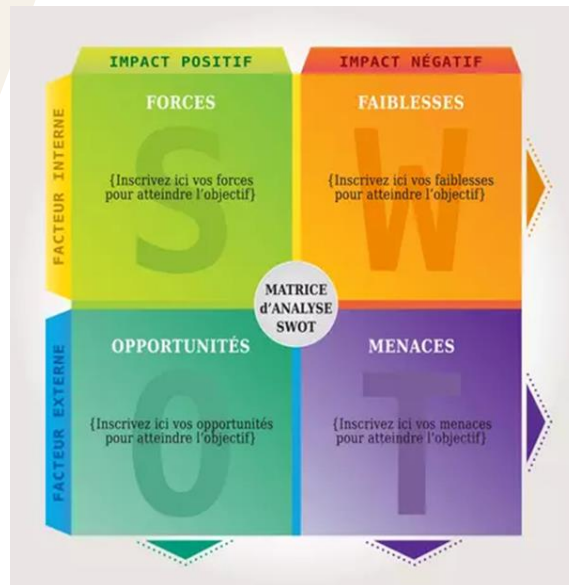 IMPACT POSITIF
IMPACT NÉGATIF
FACTEUR INTERNE
FORCES
S
{Inscrivez ici vos forces
pour atteindre l'objectif}
FAIBLESSES
W
{Inscrivez ici vos faiblesses
pour atteindre l'objectif}
MATRICE
d'ANALYSE
SWOT
FACTEUR EXTERNE
OPPORTUNITÉS
O
{Inscrivez ici vos opportunités
pour atteindre l'objectif}
MENACES
T
{Inscrivez ici vos menaces
pour atteindre l'objectif}